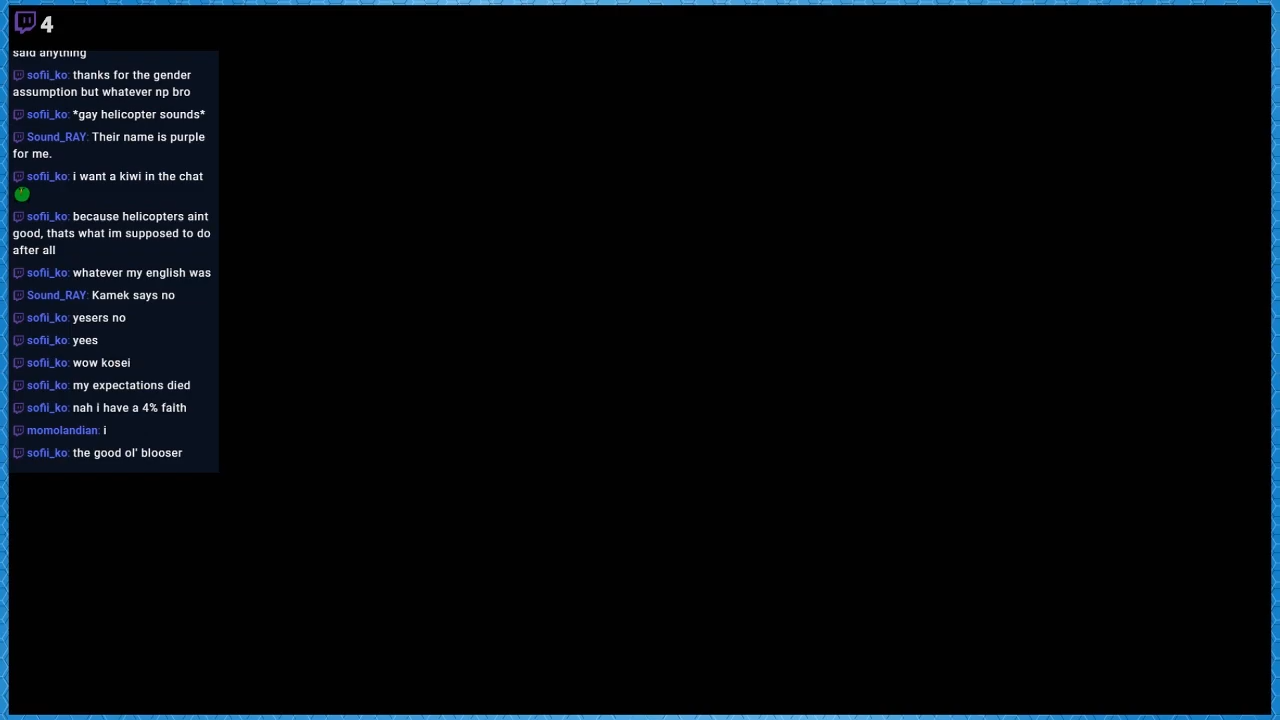 4
said anything
sofii_ko: thanks for the gender
assumption but whatever np bro
sofii_ko: *gay helicopter sounds*
Sound_RAY: Their name is purple
for me.
sofii_ko: i want a kiwi in the chat
sofii_ko: because helicopters aint
good, thats what im supposed to do
after all
sofii_ko: whatever my english was
Sound_RAY: Kamek says no
sofii_ko: yesers no
sofii_ko: yees
sofii_ko: wow kosei
sofii_ko: my expectations died
sofii_ko: nah i have a 4% faith
momolandian: i
sofii_ko: the good ol' blooser